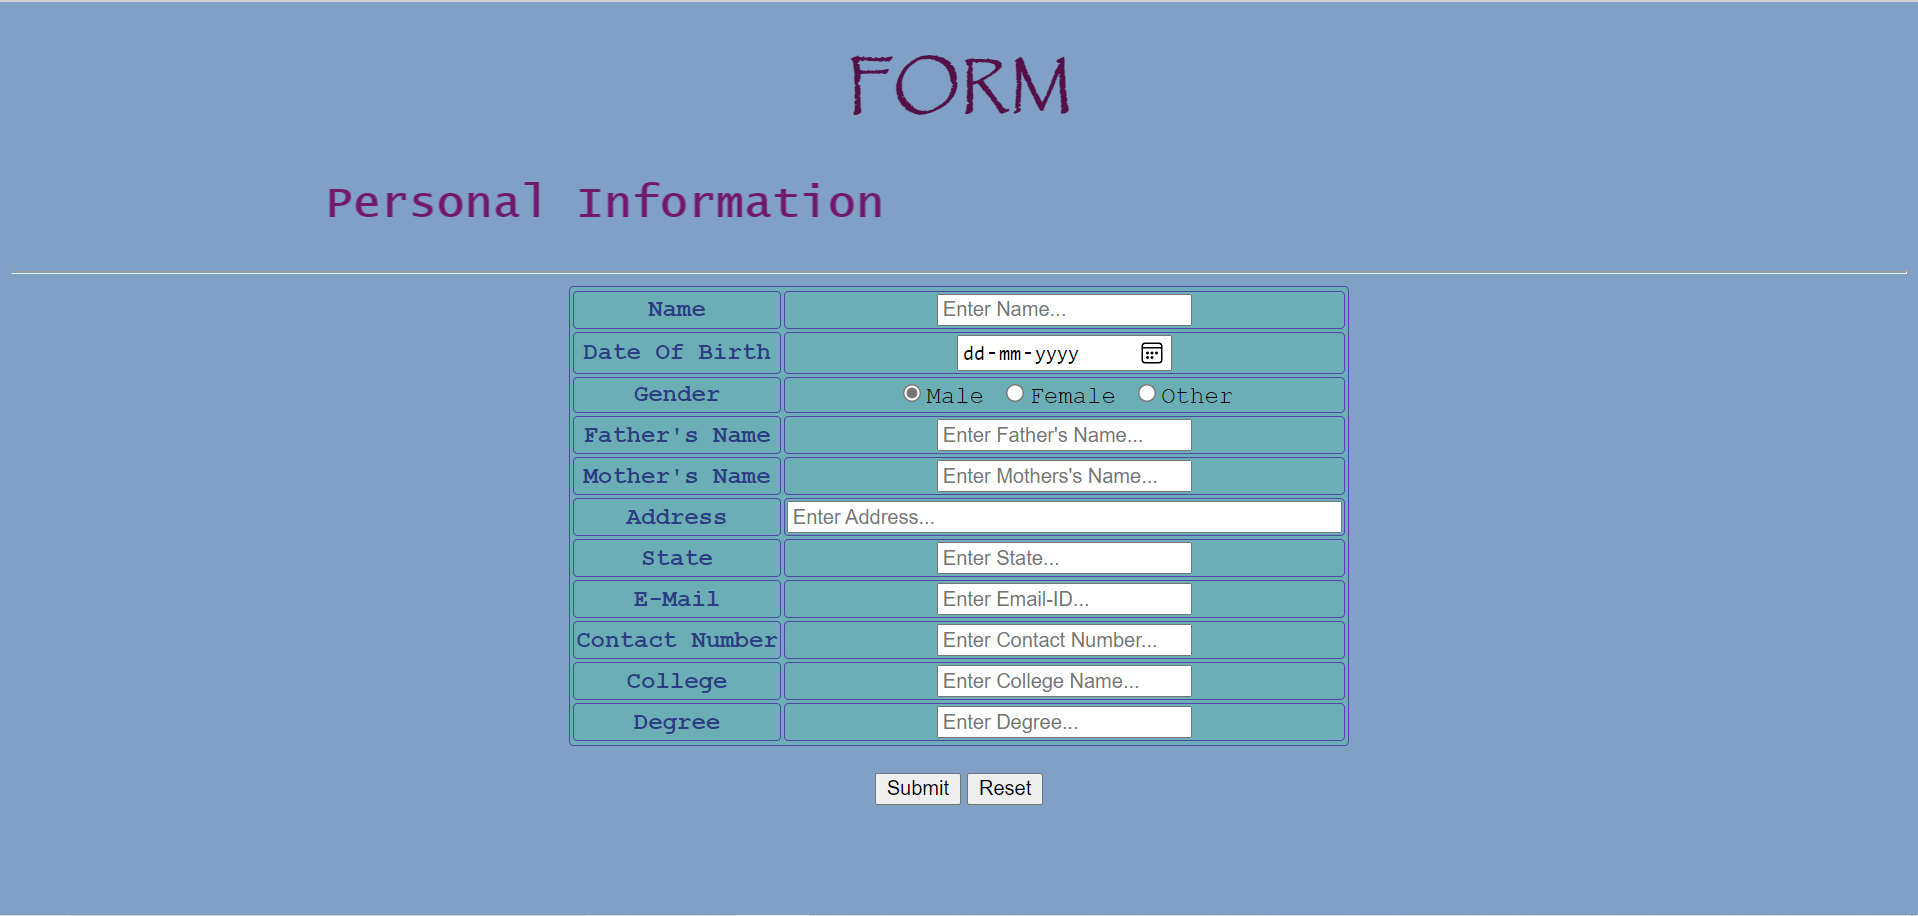 FORM
Personal Information
Name Enter Name...
Date Of Birth dd-mm-yyyy
Gender Male Female Other
Father's Name Enter Father's Name...
Mother's Name Enter Mothers's Name...
Address Enter Address...
State Enter State...
E-Mail Enter Email-ID...
Contact Number Enter Contact Number...
College Enter College Name...
Degree Enter Degree...
Submit Reset